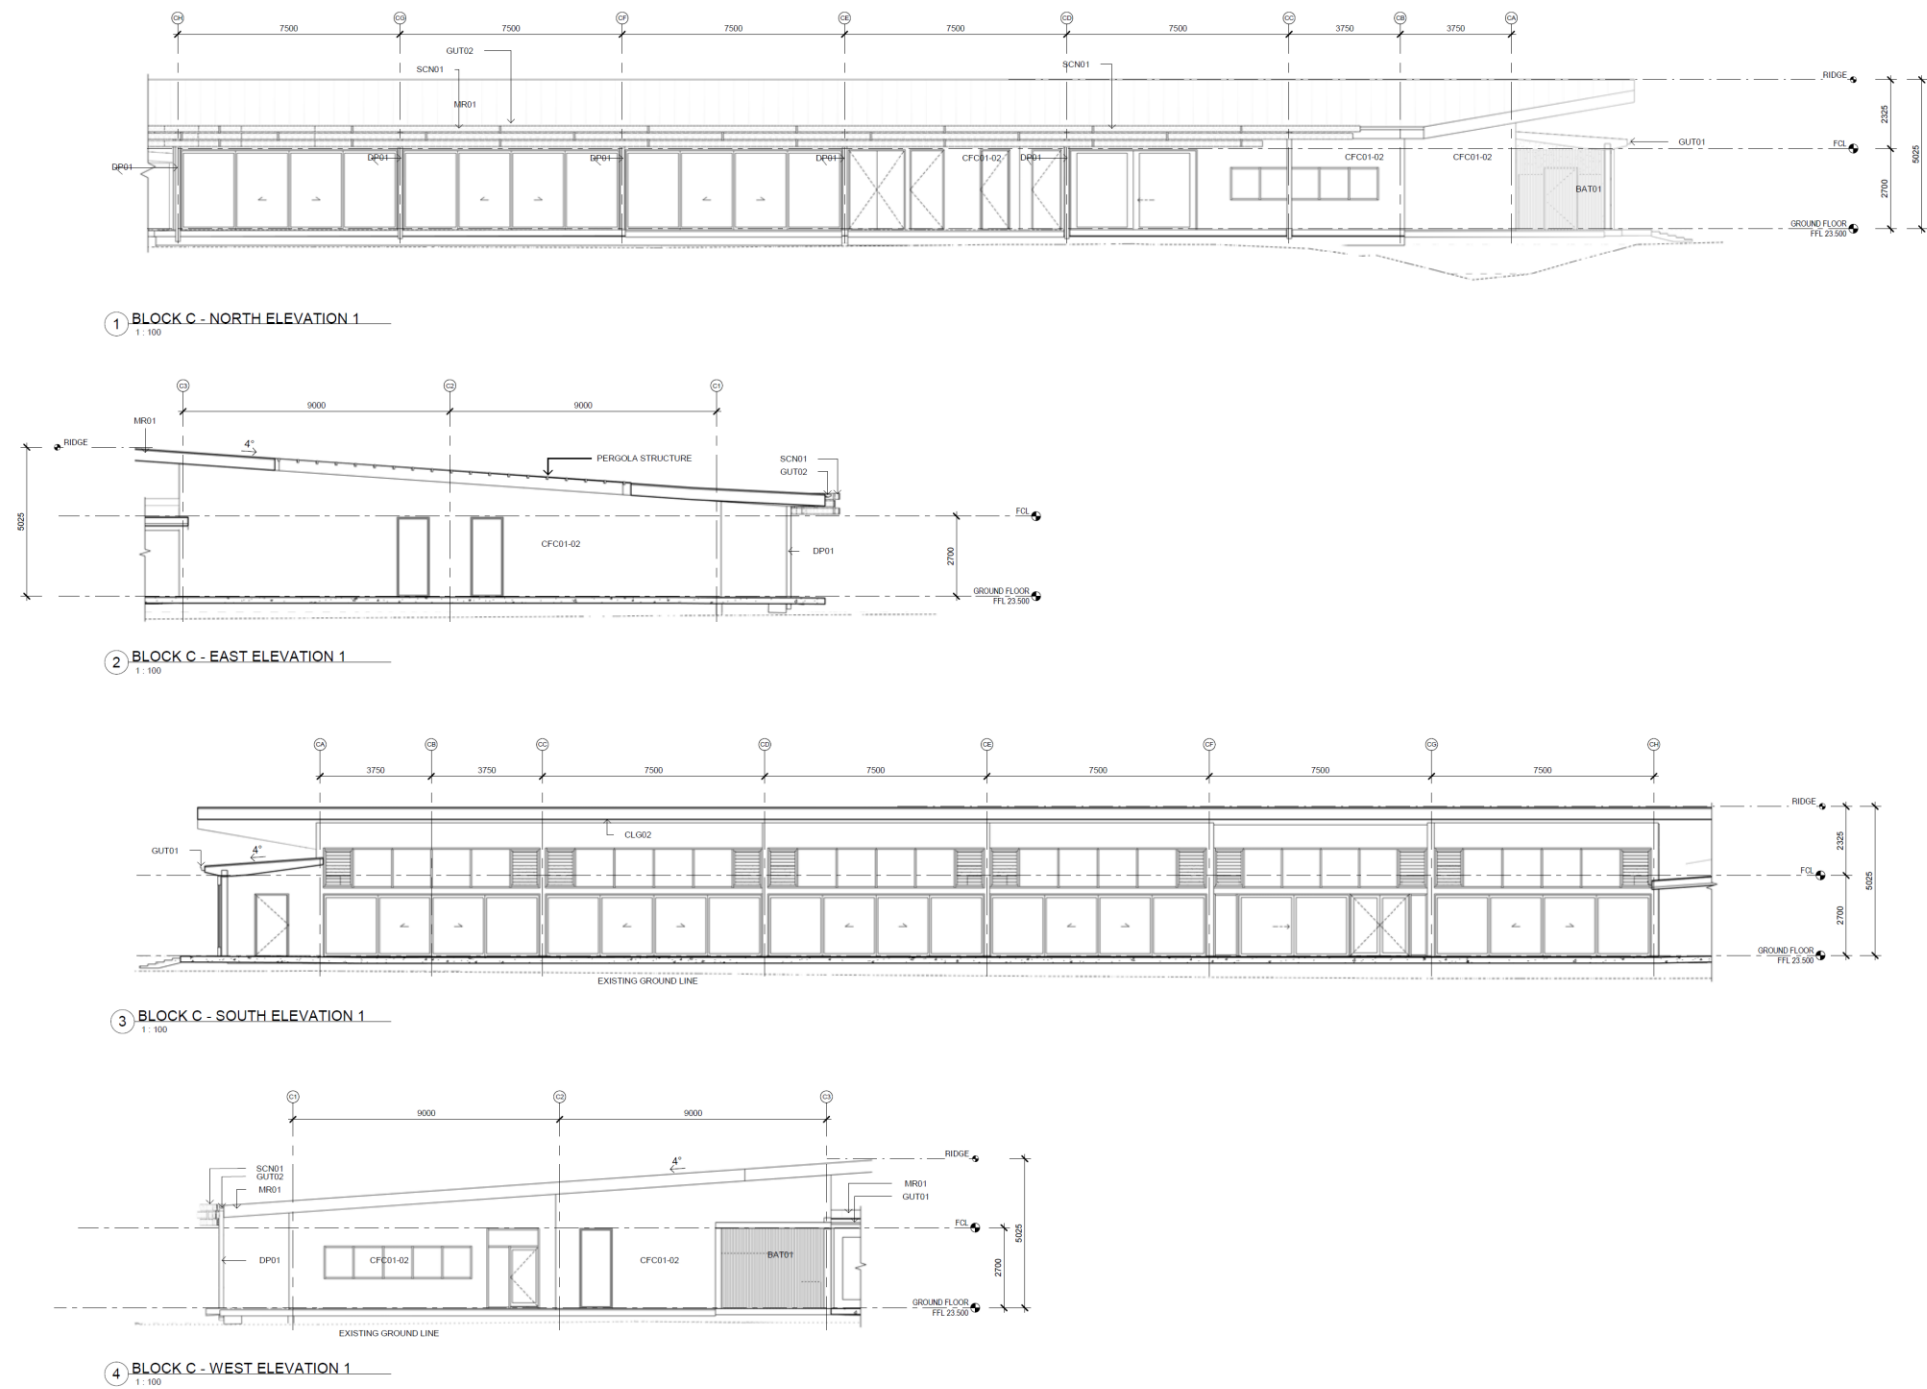 CH CG CF CE CD CC CB CA
7500 7500 7500 7500 7500 3750 3750
GUT02
SCN01 SCN01
RIDGE
MR01
2325
5025
GUT01
FCL
DP01 DP01 DP01 DP01 CFC01-02 DP01 CFC01-02 CFC01-02
BAT01
2700
GROUND FLOOR
FFL 23.500
1 BLOCK C - NORTH ELEVATION 1
1 : 100
C3 C2 C1
9000 9000
MR01
RIDGE
4°
PERGOLA STRUCTURE
SCN01
GUT02
5025
FCL
CFC01-02
DP01
2700
GROUND FLOOR
FFL 23.500
2 BLOCK C - EAST ELEVATION 1
1 : 100
CA CB CC CD CE CF CG CH
3750 3750 7500 7500 7500 7500 7500
RIDGE
CLG02
2325
GUT01
4°
5025
FCL
2700
GROUND FLOOR
FFL 23.500
EXISTING GROUND LINE
3 BLOCK C - SOUTH ELEVATION 1
1 : 100
C1 C2 C3
9000 9000
RIDGE
4°
SCN01
GUT02
MR01
MR01
GUT01
FCL
5025
DP01 CFC01-02 CFC01-02 BAT01
2700
GROUND FLOOR
FFL 23.500
EXISTING GROUND LINE
4 BLOCK C - WEST ELEVATION 1
1 : 100